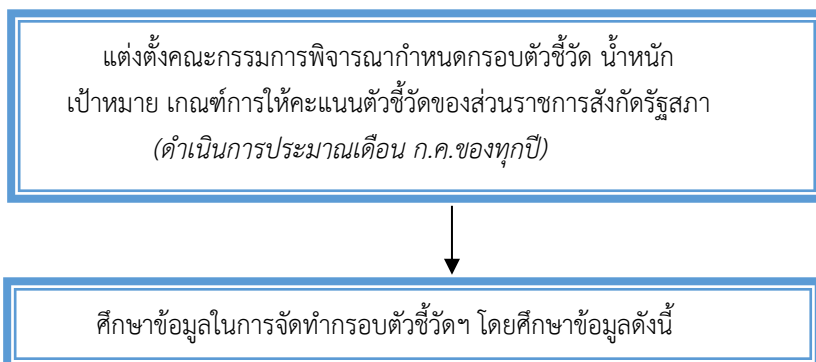 แต่งตั้งคณะกรรมการพิจารณากำหนดกรอบตัวชี้วัด น้ำหนัก
เป้าหมาย เกณฑ์การให้คะแนนตัวชี้วัดของส่วนราชการสังกัดรัฐสภา
(ดำเนินการประมาณเดือน ก.ค.ของทุกปี)
ศึกษาข้อมูลในการจัดทำกรอบตัวชี้วัดฯ โดยศึกษาข้อมูลดังนี้